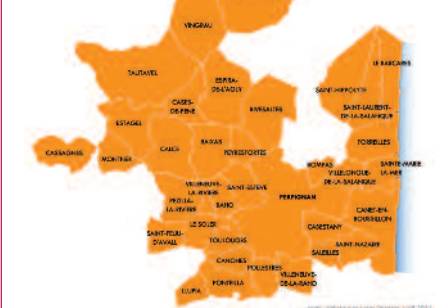 VINGRAU
LE BARCARES
TAUTAVEL
ESPIRA-
DE-L'AGLY
SAINT-HIPPOLYTE
CASES-
DE-PENE
RIVESALTES
SAINT-LAURENT-
DE-LA-SALANQUE
ESTAGEL
BAIXAS
TORREILLES
CASSAGNES
MONTNER
CALCE
PEYRESTORTES
BOMPAS
SAINTE-MARIE
LA-MER
VILLELONGUE-
DE-LA-SALANQUE
VILLENEUVE-
LA-RIVIERE
SAINT-ESTEVE
PERPIGNAN
PEZILLA-
LA-RIVIERE
BAHO
CANET-EN-
ROUSSILLON
LE SOLER
CABESTANY
SAINT-FELIU-
D'AVALL
TOULOUGES
SAINT-NAZAIRE
SALEILLES
CANOHES
POLLESTRES
VILLENEUVE-
DE-LA-RAHO
PONTEILLA
LLUPIA